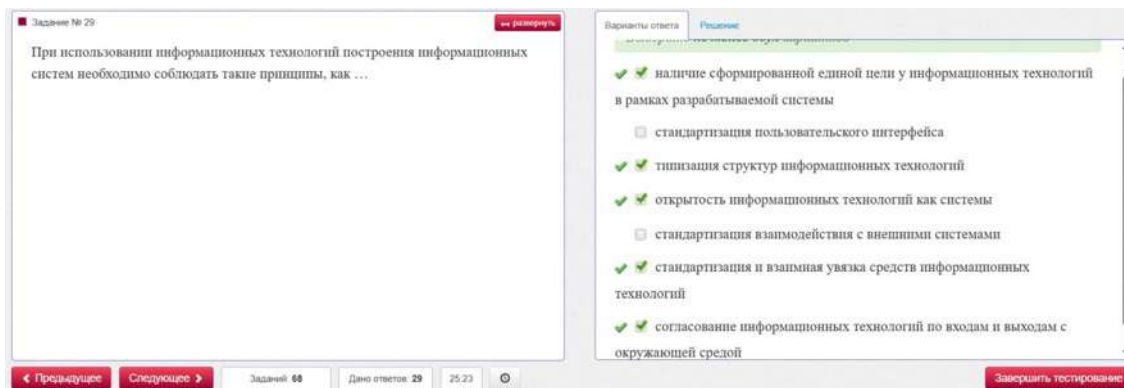 Задание № 29
развернуть
При использовании информационных технологий построения информационных
систем необходимо соблюдать такие принципы, как …
Варианты ответа
Решение
наличие сформированной единой цели у информационных технологий
в рамках разрабатываемой системы
стандартизация пользовательского интерфейса
типизация структур информационных технологий
открытость информационных технологий как системы
стандартизация взаимодействия с внешними системами
стандартизация и взаимная увязка средств информационных
технологий
согласование информационных технологий по входам и выходам с
окружающей средой
Предыдущее
Следующее
Заданий 68
Дано ответов 29
25:23
Завершить тестирование